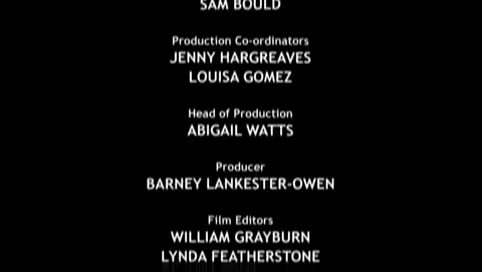 SAM BOULD
Production Co-ordinators
JENNY HARGREAVES
LOUISA GOMEZ
Head of Production
ABIGAIL WATTS
Producer
BARNEY LANKESTER-OWEN
Film Editors
WILLIAM GRAYBURN
LYNDA FEATHERSTONE